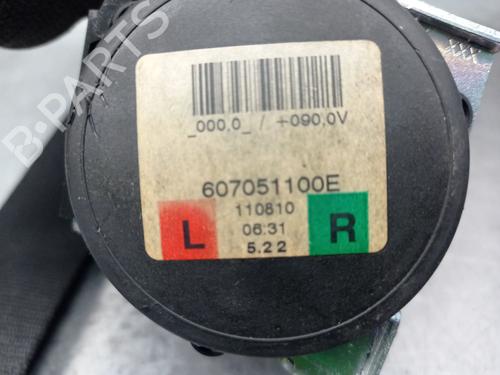 B-PARTS
_000.0_ / +090.0V
607051100E
110810
L
06:31
R
5.22